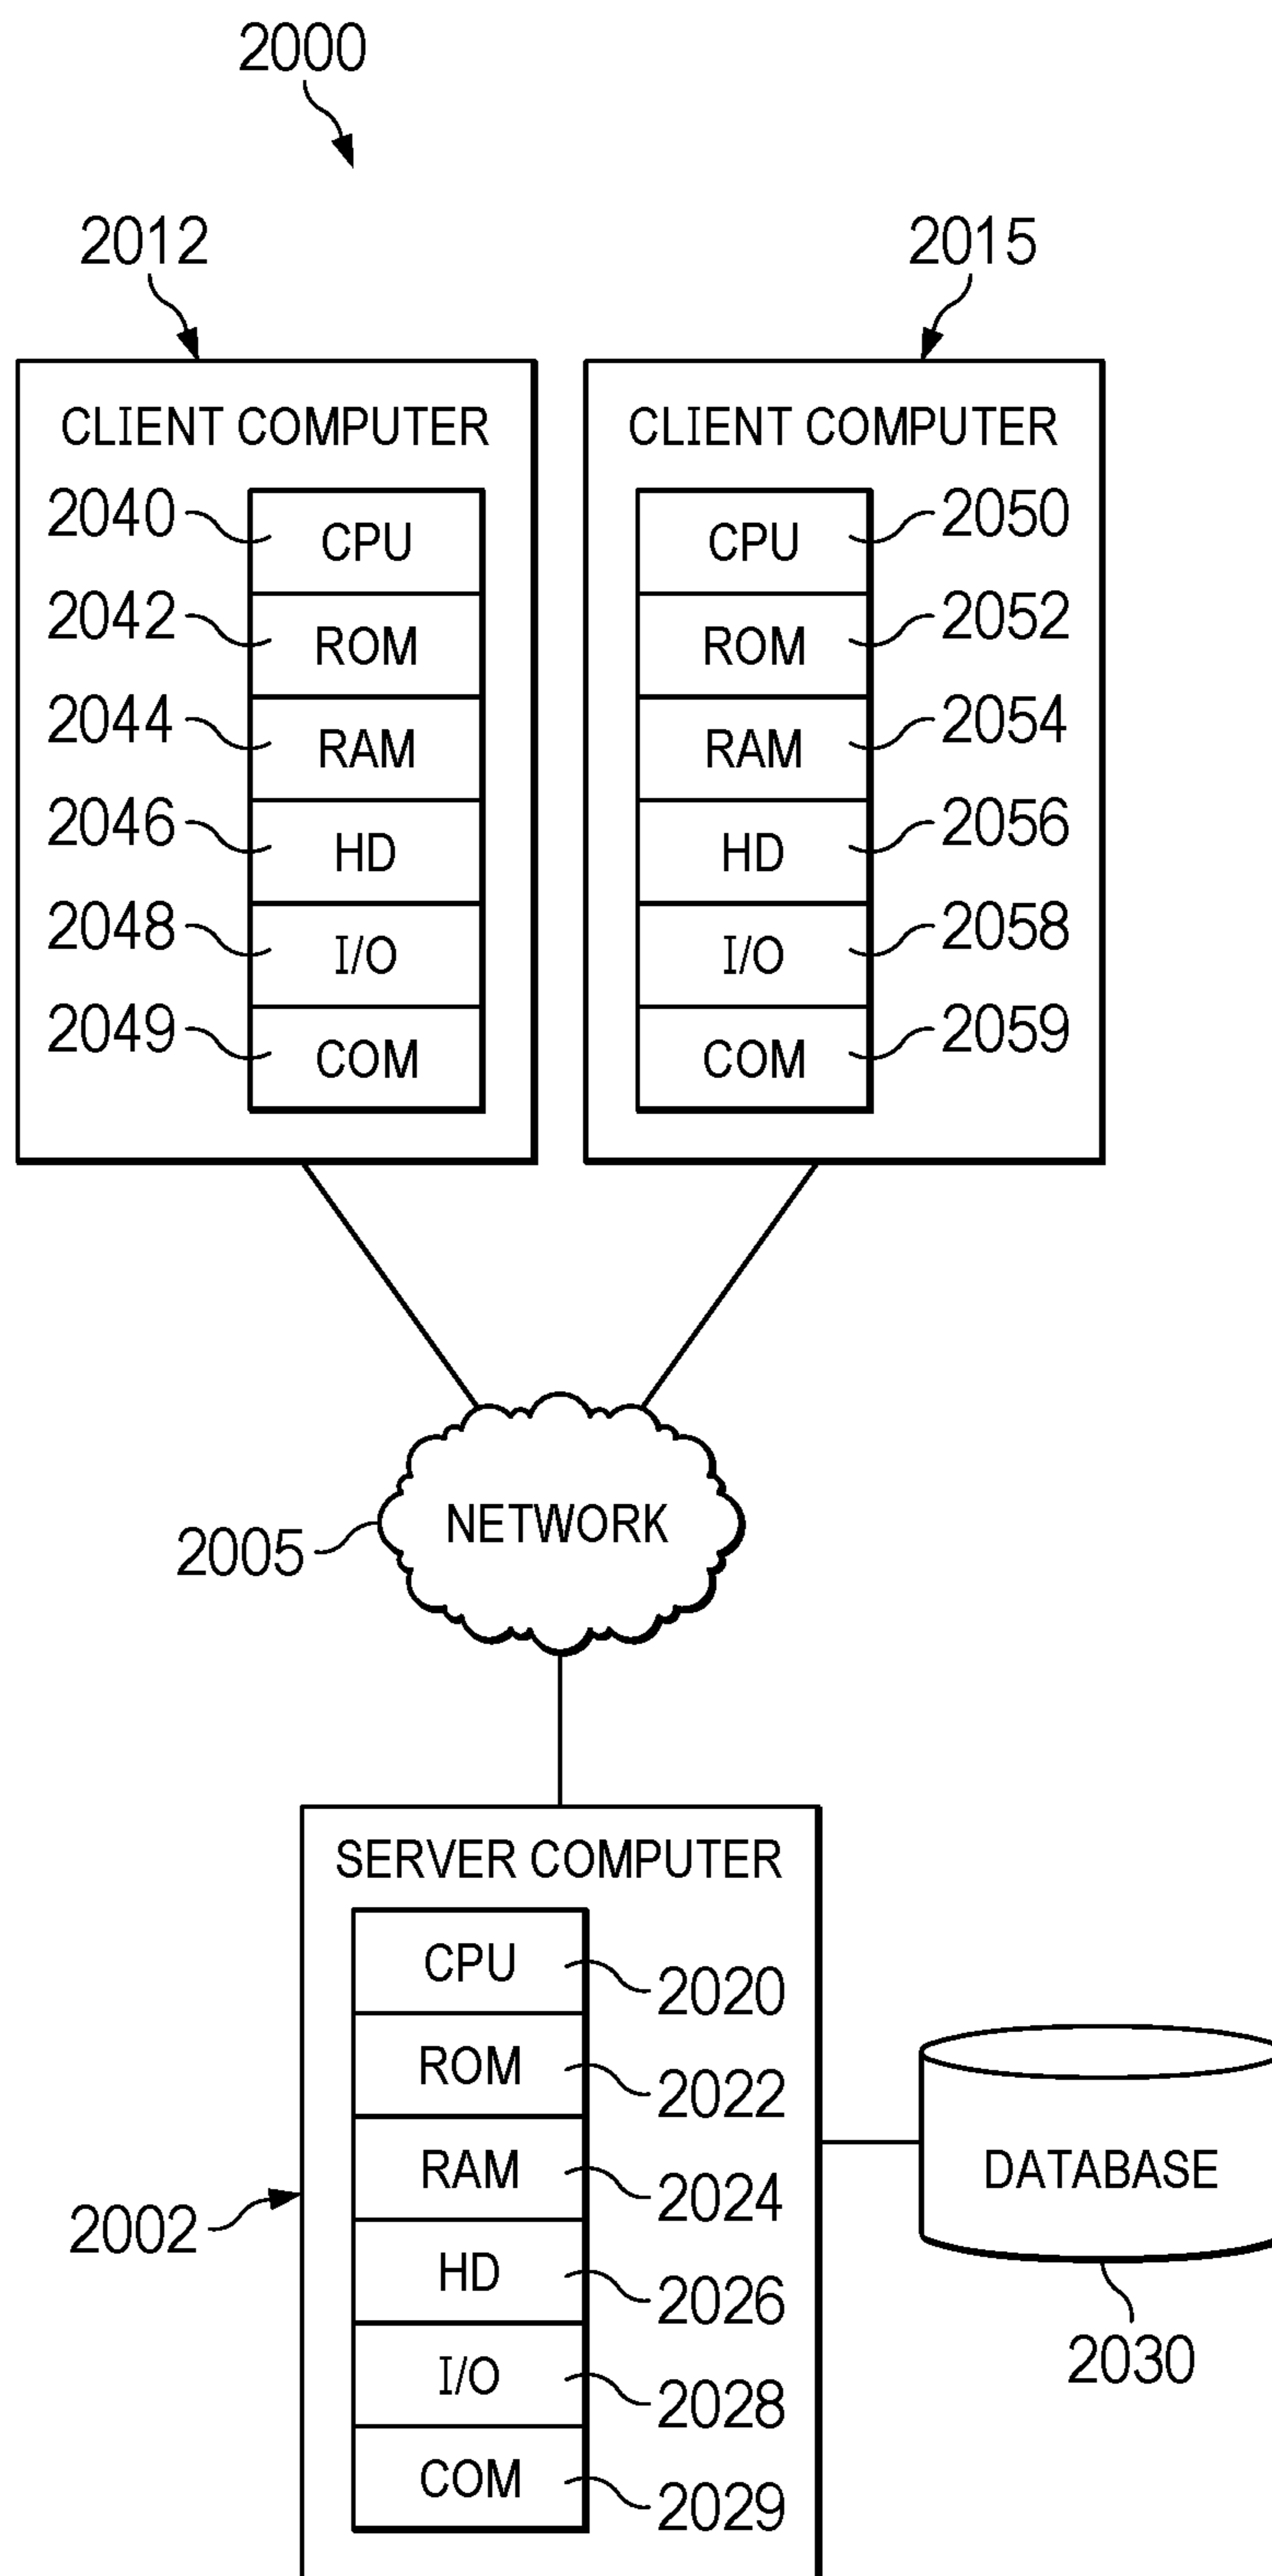 2000
2012
2015
CLIENT COMPUTER
CLIENT COMPUTER
2040
CPU
CPU
2050
2042
ROM
ROM
2052
2044
RAM
RAM
2054
2046
HD
HD
2056
2048
I/O
I/O
2058
2049
COM
COM
2059
NETWORK
2005
SERVER COMPUTER
CPU
2020
ROM
2022
RAM
2024
DATABASE
2002
HD
2026
2030
I/O
2028
COM
2029